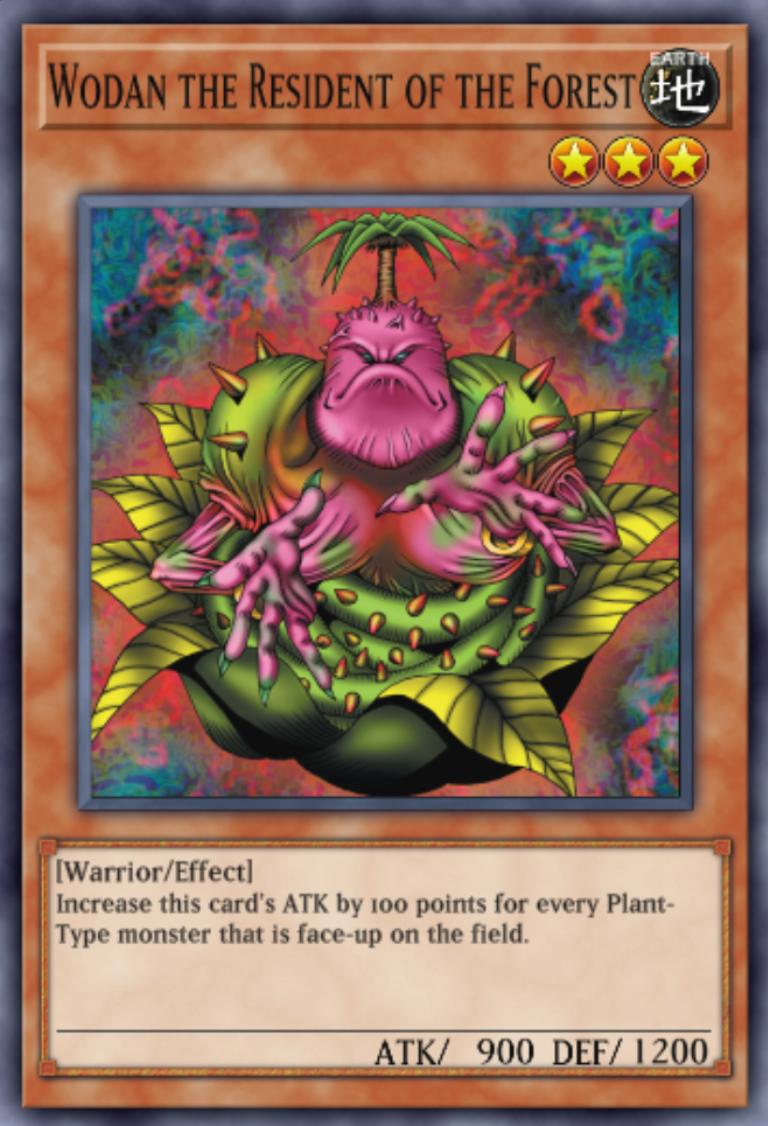 Wodan the Resident of the Forest
EARTH
地
[Warrior/Effect]
Increase this card's ATK by 100 points for every Plant-
Type monster that is face-up on the field.
ATK/ 900 DEF/ 1200